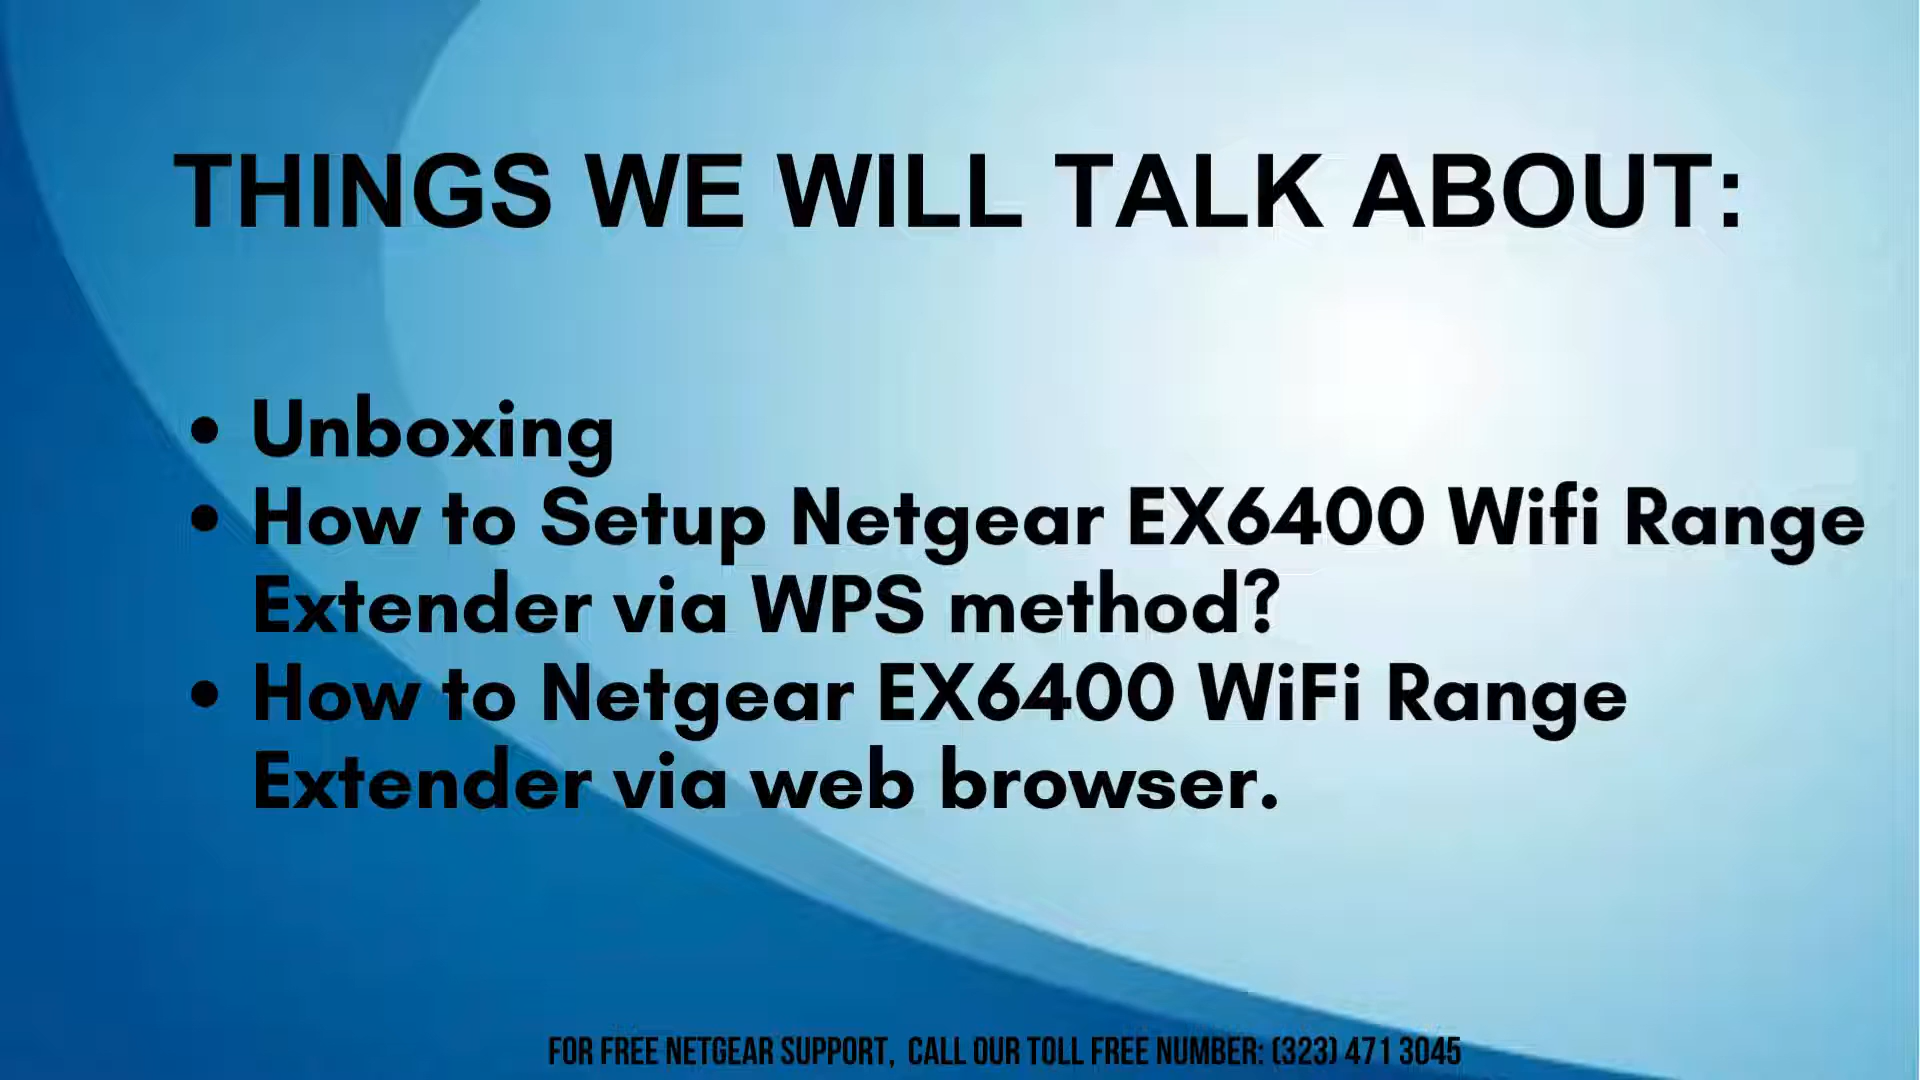 THINGS WE WILL TALK ABOUT:
• Unboxing
• How to Setup Netgear EX6400 Wifi Range
Extender via WPS method?
• How to Netgear EX6400 WiFi Range
Extender via web browser.
FOR FREE NETGEAR SUPPORT, CALL OUR TOLL FREE NUMBER: (323) 471 3045